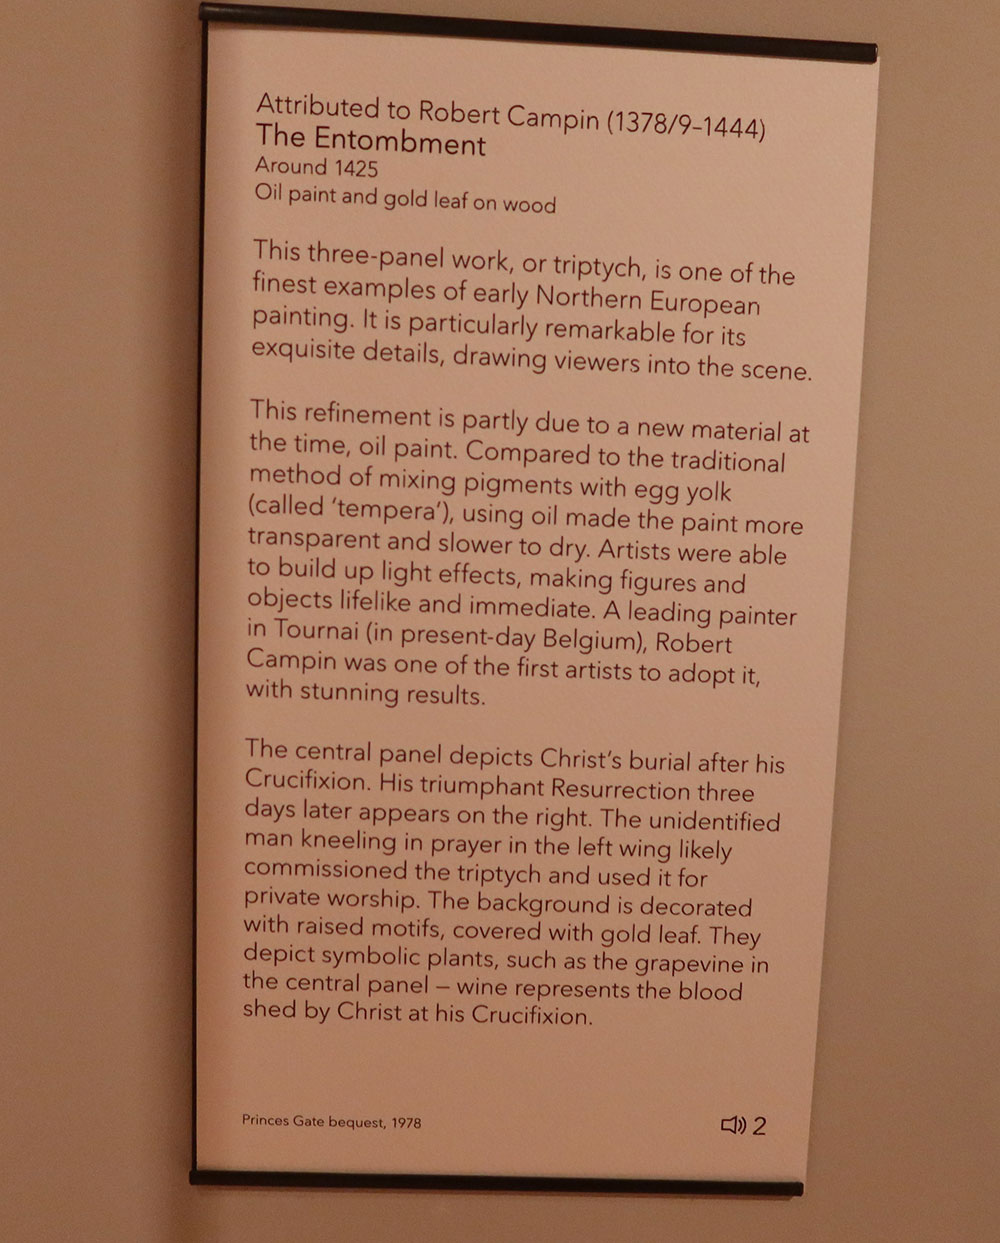 Attributed to Robert Campin (1378/9–1444)
The Entombment
Around 1425
Oil paint and gold leaf on wood
This three-panel work, or triptych, is one of the
finest examples of early Northern European
painting. It is particularly remarkable for its
exquisite details, drawing viewers into the scene.
This refinement is partly due to a new material at
the time, oil paint. Compared to the traditional
method of mixing pigments with egg yolk
(called ‘tempera’), using oil made the paint more
transparent and slower to dry. Artists were able
to build up light effects, making figures and
objects lifelike and immediate. A leading painter
in Tournai (in present-day Belgium), Robert
Campin was one of the first artists to adopt it,
with stunning results.
The central panel depicts Christ’s burial after his
Crucifixion. His triumphant Resurrection three
days later appears on the right. The unidentified
man kneeling in prayer in the left wing likely
commissioned the triptych and used it for
private worship. The background is decorated
with raised motifs, covered with gold leaf. They
depict symbolic plants, such as the grapevine in
the central panel – wine represents the blood
shed by Christ at his Crucifixion.
Princes Gate bequest, 1978
2